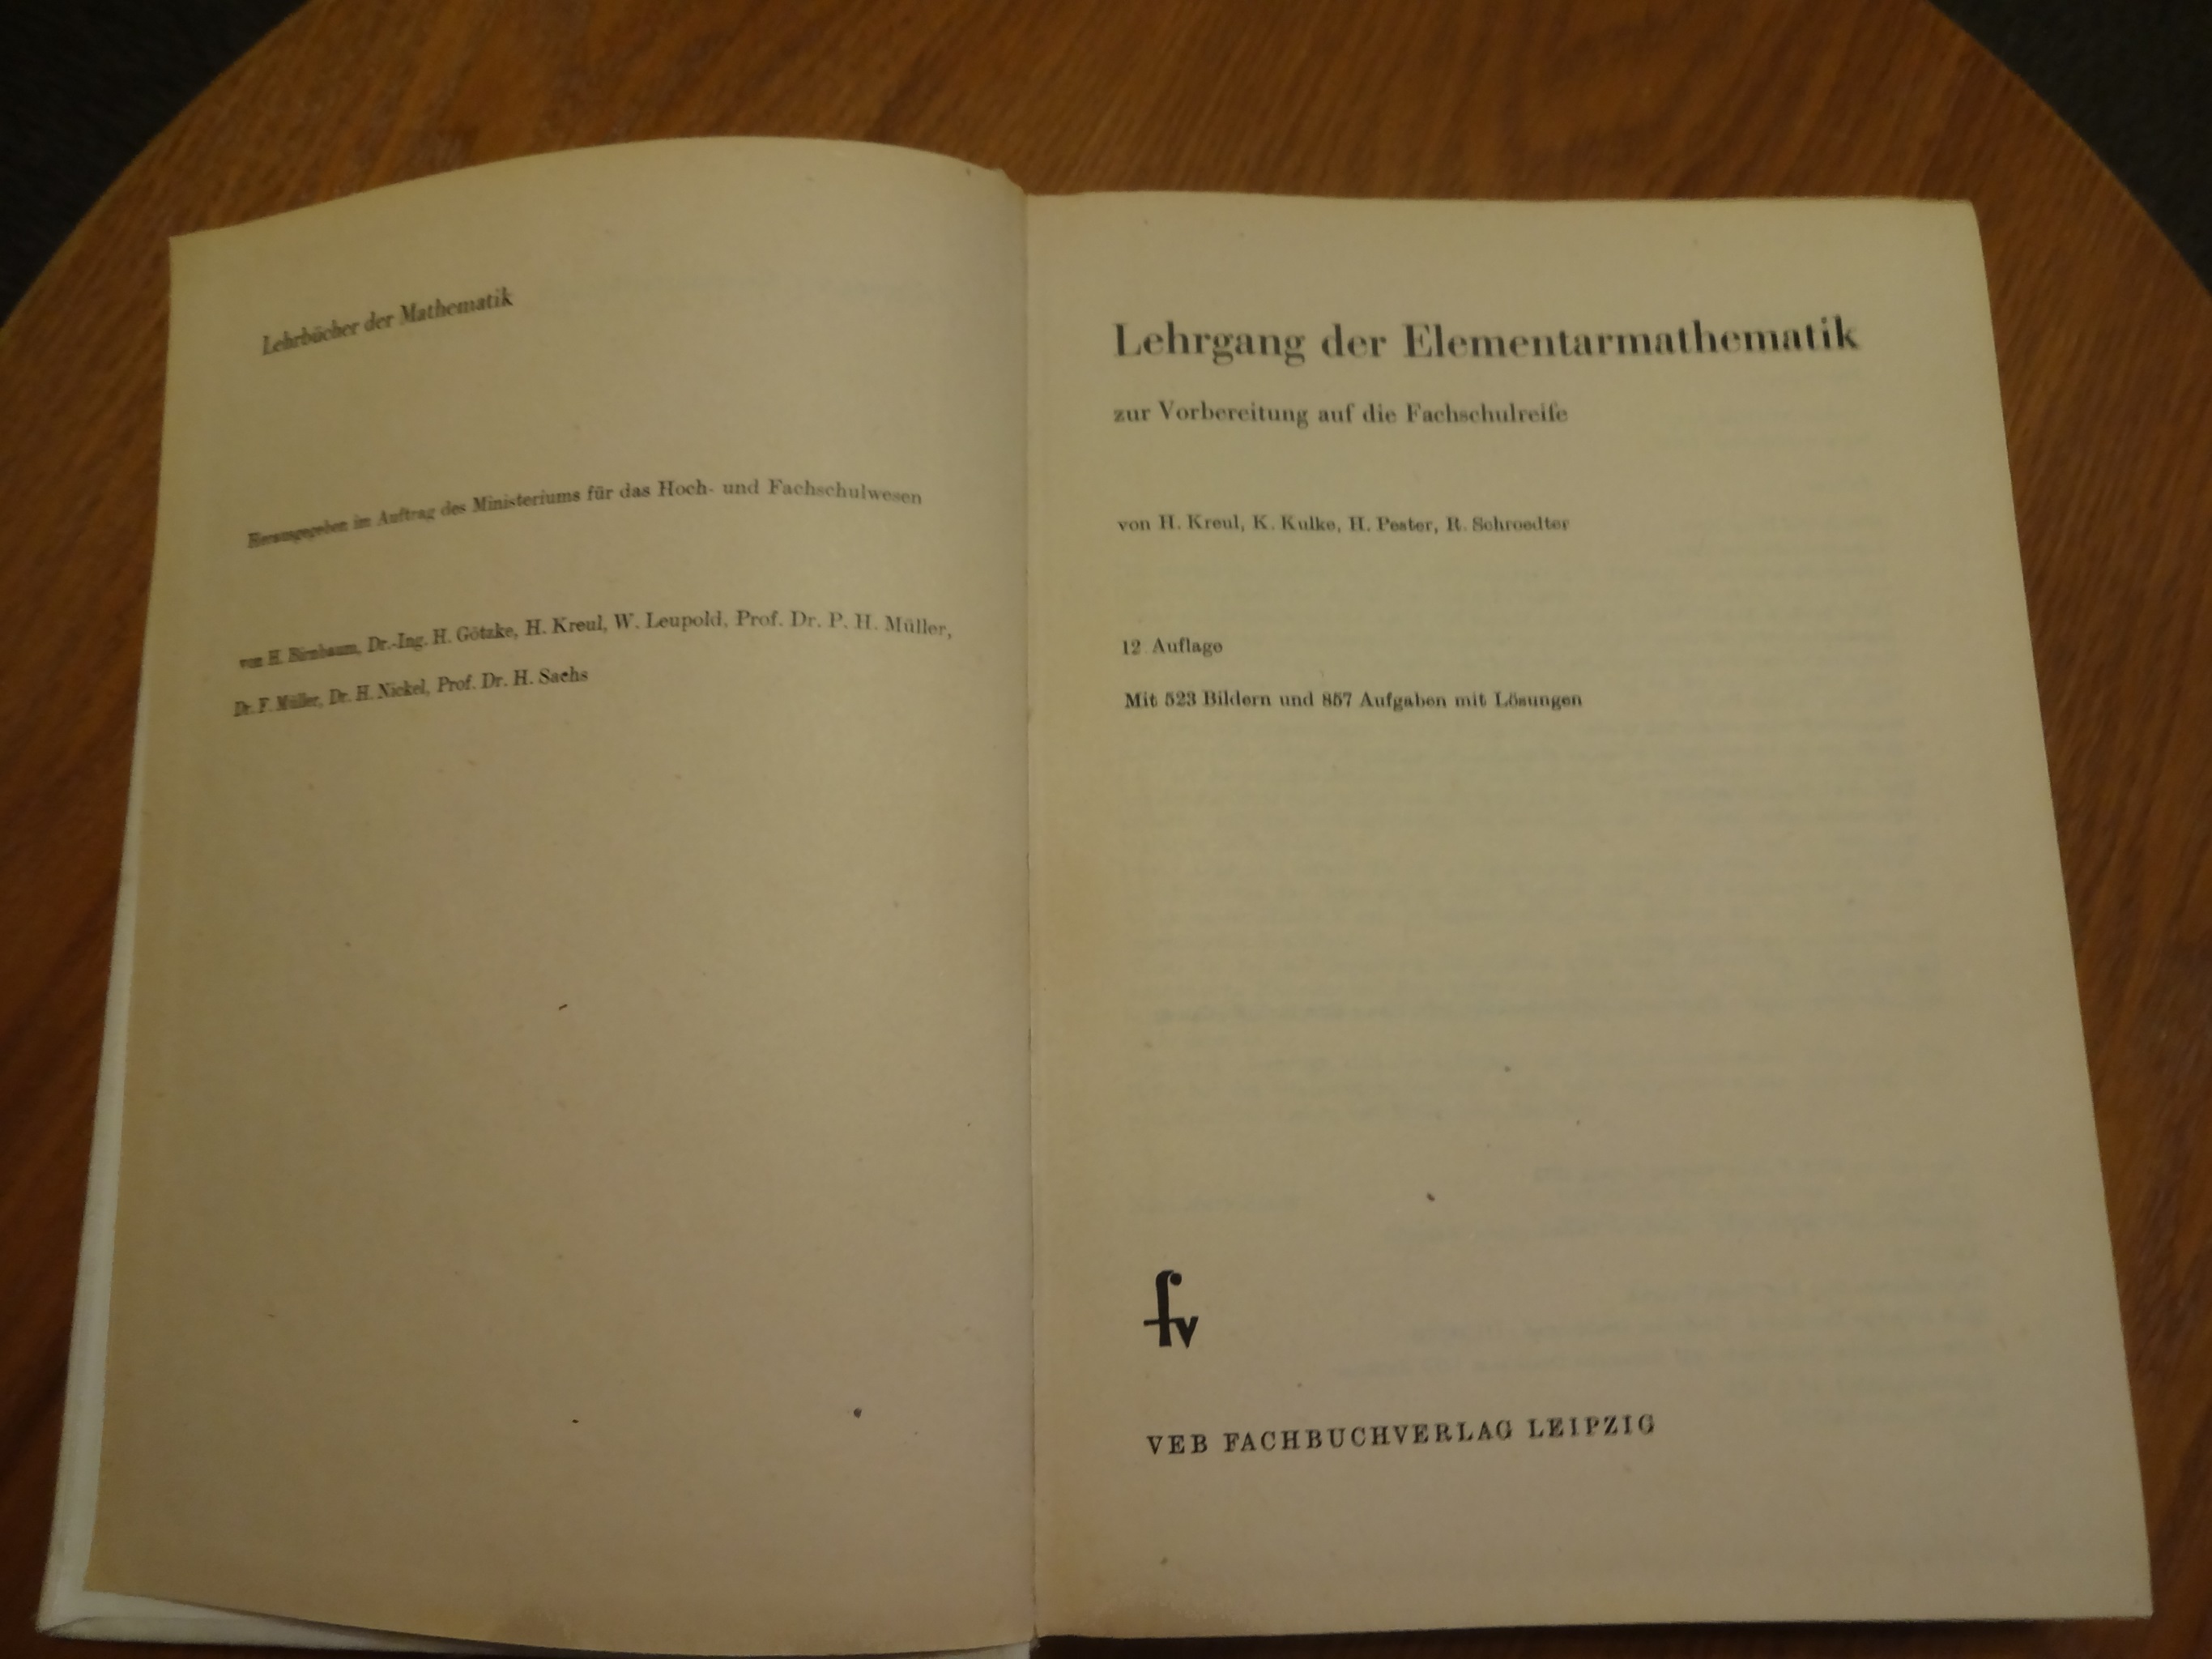 Lehrbücher der Mathematik
Herausgegeben im Auftrag des Ministeriums für das Hoch- und Fachschulwesen
von H. Birnbaum, Dr.-Ing. H. Götzke, H. Kreul, W. Leupold, Prof. Dr. P. H. Müller,
Dr. F. Müller, Dr. H. Nickel, Prof. Dr. H. Sachs
Lehrgang der Elementarmathematik
zur Vorbereitung auf die Fachschulreife
von H. Kreul, K. Kulke, H. Pester, R. Schroedter
12 Auflage
Mit 523 Bildern und 857 Aufgaben mit Lösungen
fv
VEB FACHBUCHVERLAG LEIPZIG